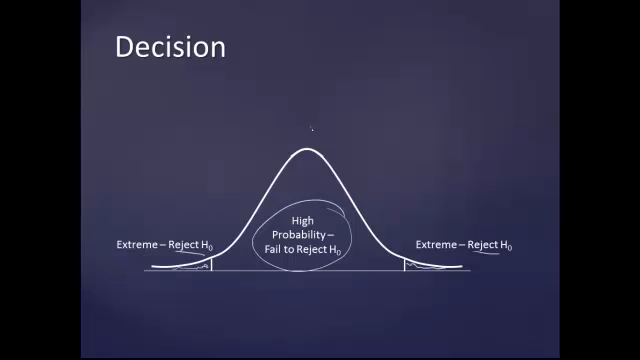 Decision
High
Probability –
Fail to Reject H₀
Extreme – Reject H₀
Extreme – Reject H₀